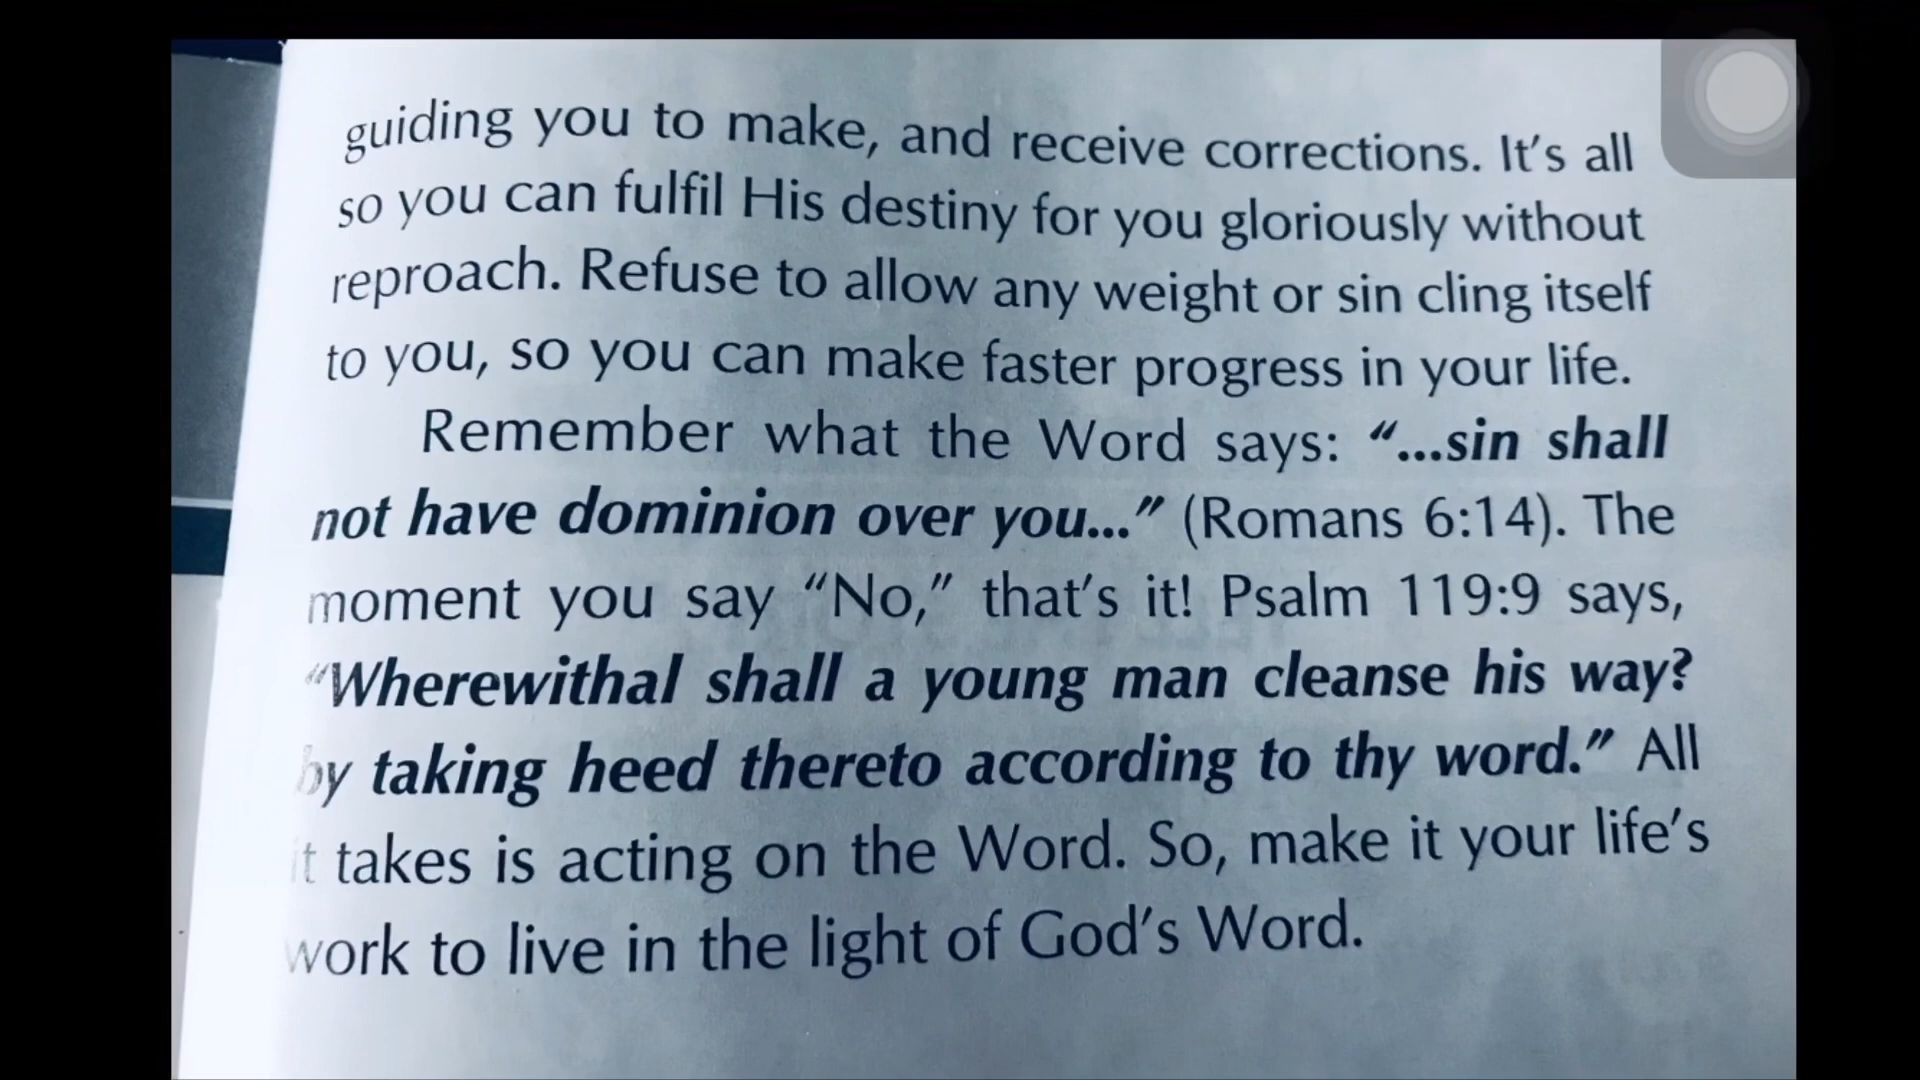 guiding you to make, and receive corrections. It's all
so you can fulfil His destiny for you gloriously without
reproach. Refuse to allow any weight or sin cling itself
to you, so you can make faster progress in your life.
Remember what the Word says: "...sin shall
not have dominion over you..." (Romans 6:14). The
moment you say "No," that's it! Psalm 119:9 says,
"Wherewithal shall a young man cleanse his way?
by taking heed thereto according to thy word." All
it takes is acting on the Word. So, make it your life's
work to live in the light of God's Word.